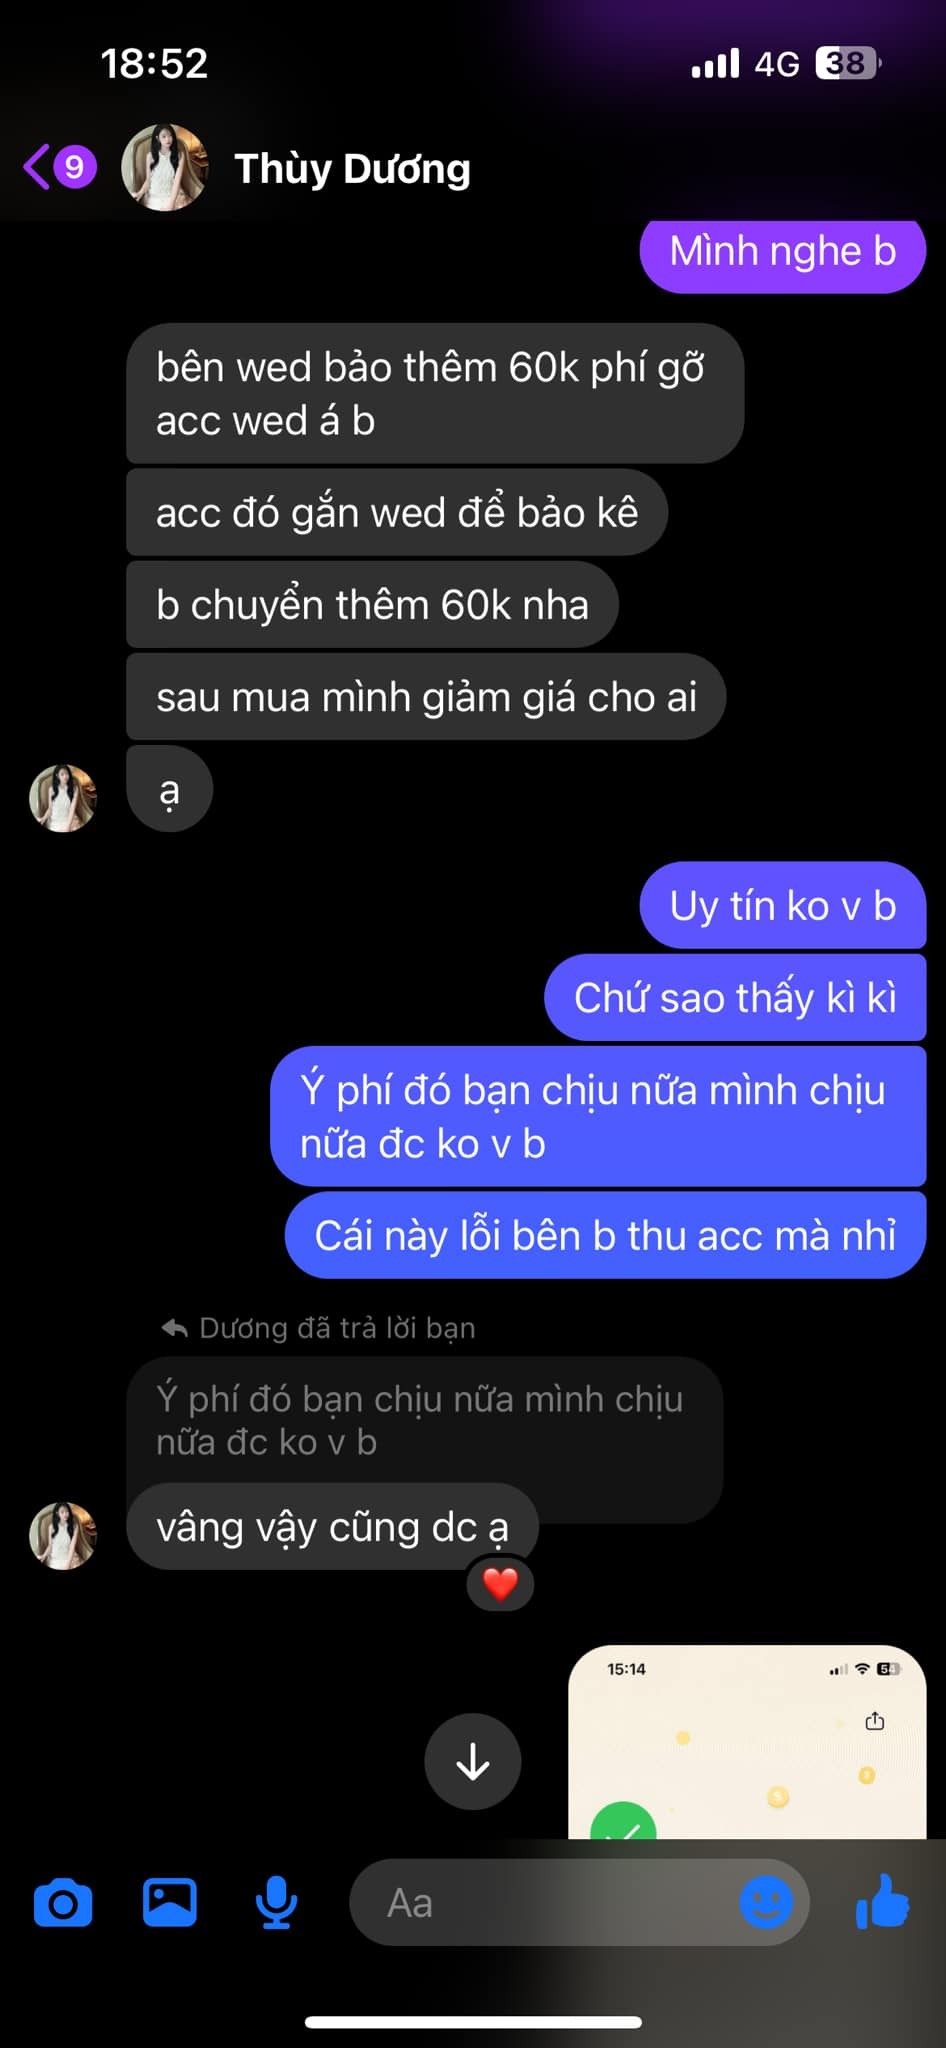 18:52
4G
38
9
Thùy Dương
Mình nghe b
bên wed bảo thêm 60k phí gỡ
acc wed á b
acc đó gắn wed để bảo kê
b chuyển thêm 60k nha
sau mua mình giảm giá cho ai
ạ
Uy tín ko v b
Chứ sao thấy kì kì
Ý phí đó bạn chịu nữa mình chịu
nữa đc ko v b
Cái này lỗi bên b thu acc mà nhỉ
Dương đã trả lời bạn
Ý phí đó bạn chịu nữa mình chịu
nữa đc ko v b
vâng vậy cũng dc ạ
15:14
Aa